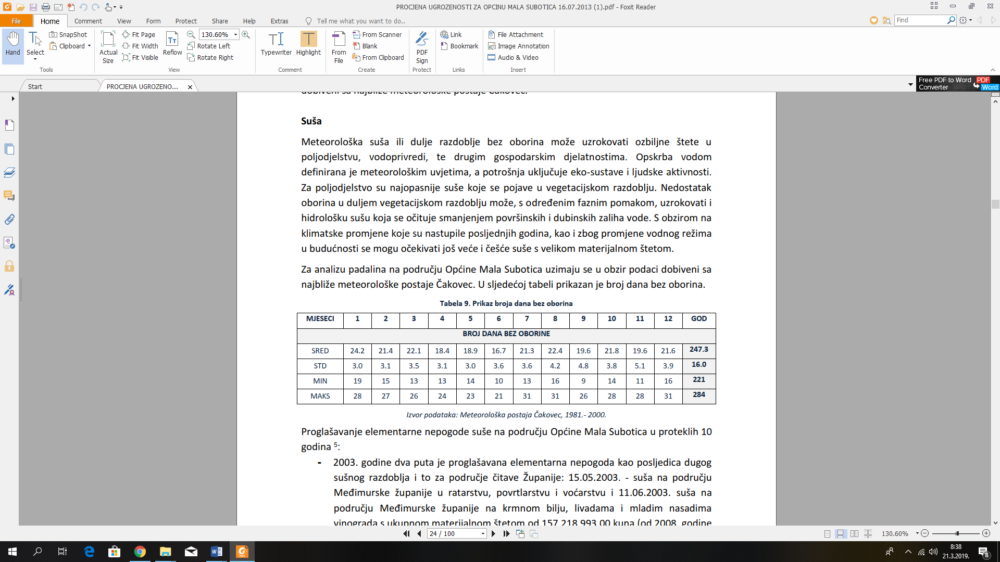 PROCJENA UGROZENOSTI ZA OPCINU MALA SUBOTICA 16.07.2013 (1).pdf - Foxit Reader
File Home Comment View Form Protect Share Help Extras Tell me what you want to do.. Find
Hand
Select
SnapShot
Clipboard
Tools
Actual Size
Fit Page
Fit Width
Fit Visible
Reflow
130.60%
Rotate Left
Rotate Right
View
Typewriter
Highlight
Comment
From File
From Scanner
Blank
From Clipboard
Create
PDF Sign
Protect
Link
Bookmark
Links
File Attachment
Image Annotation
Audio & Video
Insert
Start
PROCJENA UGROZENO...
Free PDF to Word PDF
Converter Word
dobiveni sa najbliže meteorološke postaje Čakovec.
Suša
Meteorološka suša ili dulje razdoblje bez oborina može uzrokovati ozbiljne štete u
poljodjelstvu, vodoprivredi, te drugim gospodarskim djelatnostima. Opskrba vodom
definirana je meteorološkim uvjetima, a potrošnja uključuje eko-sustave i ljudske aktivnosti.
Za poljodjelstvo su najopasnije suše koje se pojave u vegetacijskom razdoblju. Nedostatak
oborina u duljem vegetacijskom razdoblju može, s određenim faznim pomakom, uzrokovati i
hidrološku sušu koja se očituje smanjenjem površinskih i dubinskih zaliha vode. S obzirom na
klimatske promjene koje su nastupile posljednjih godina, kao i zbog promjene vodnog režima
u budućnosti se mogu očekivati još veće i češće suše s velikom materijalnom štetom.
Za analizu padalina na području Općine Mala Subotica uzimaju se u obzir podaci dobiveni sa
najbliže meteorološke postaje Čakovec. U sljedećoj tabeli prikazan je broj dana bez oborina.
Tabela 9. Prikaz broja dana bez oborina
MJESECI 1 2 3 4 5 6 7 8 9 10 11 12 GOD
BROJ DANA BEZ OBORINE
SRED 24.2 21.4 22.1 18.4 18.9 16.7 21.3 22.4 19.6 21.8 19.6 21.6 247.3
STD 3.0 3.1 3.5 3.1 3.0 3.6 3.6 4.2 4.8 3.8 5.1 3.9 16.0
MIN 19 15 13 13 14 10 13 16 9 14 11 16 221
MAKS 28 27 26 24 23 21 31 31 26 28 28 31 284
Izvor podataka: Meteorološka postaja Čakovec, 1981.- 2000.
Proglašavanje elementarne nepogode suše na području Općine Mala Subotica u proteklih 10
godina 5:
- 2003. godine dva puta je proglašavana elementarna nepogoda kao posljedica dugog
sušnog razdoblja i to za područje čitave Županije: 15.05.2003. - suša na području
Međimurske županije u ratarstvu, povrtlarstvu i voćarstvu i 11.06.2003. suša na
području Međimurske županije na krmnom bilju, livadama i mladim nasadima
vinograda s ukupnom materijalnom štetom od 157.218.993,00 kuna (od 2008. godine
24 / 100
130.60%
8:38
21.3.2019.
8